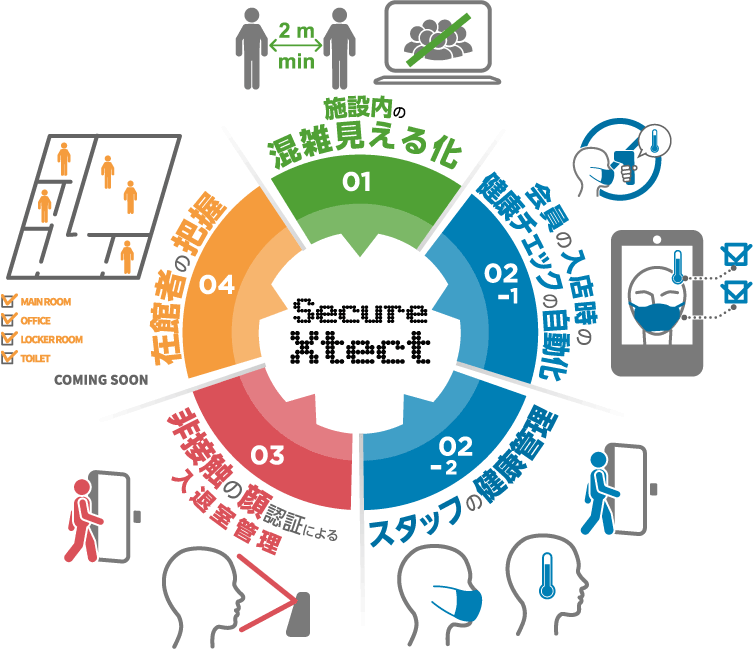 2 m
min
施設内の
混雑見える化
01
会員の入店時の
健康チェックの自動化
02
-1
在館者の把握
04
Secure
Xtect
MAIN ROOM
OFFICE
LOCKER ROOM
TOILET
COMING SOON
03
非接触の顔認証による
入退室管理
02
-2
スタッフの健康管理